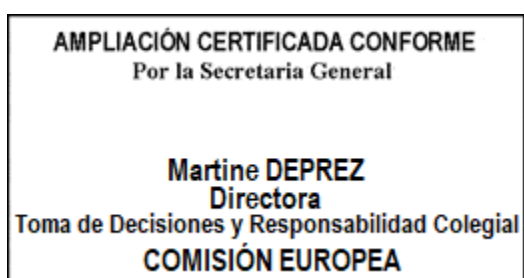 AMPLIACIÓN CERTIFICADA CONFORME
Por la Secretaria General
Martine DEPREZ
Directora
Toma de Decisiones y Responsabilidad Colegial
COMISIÓN EUROPEA